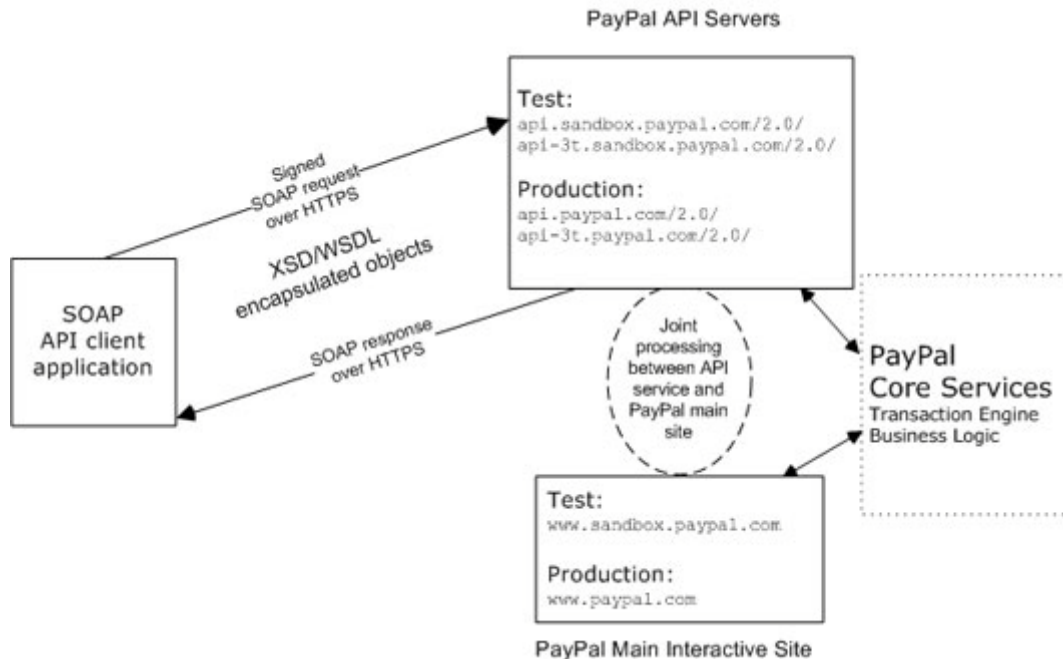 PayPal API Servers
Test:
api.sandbox.paypal.com/2.0/
api-3t.sandbox.paypal.com/2.0/
Production:
api.paypal.com/2.0/
api-3t.paypal.com/2.0/
Signed
SOAP request
over HTTPS
XSD/WSDL
encapsulated objects
SOAP
API client
application
SOAP response
over HTTPS
Joint
processing
between API
service and
PayPal main
site
PayPal
Core Services
Transaction Engine
Business Logic
Test:
www.sandbox.paypal.com
Production:
www.paypal.com
PayPal Main Interactive Site